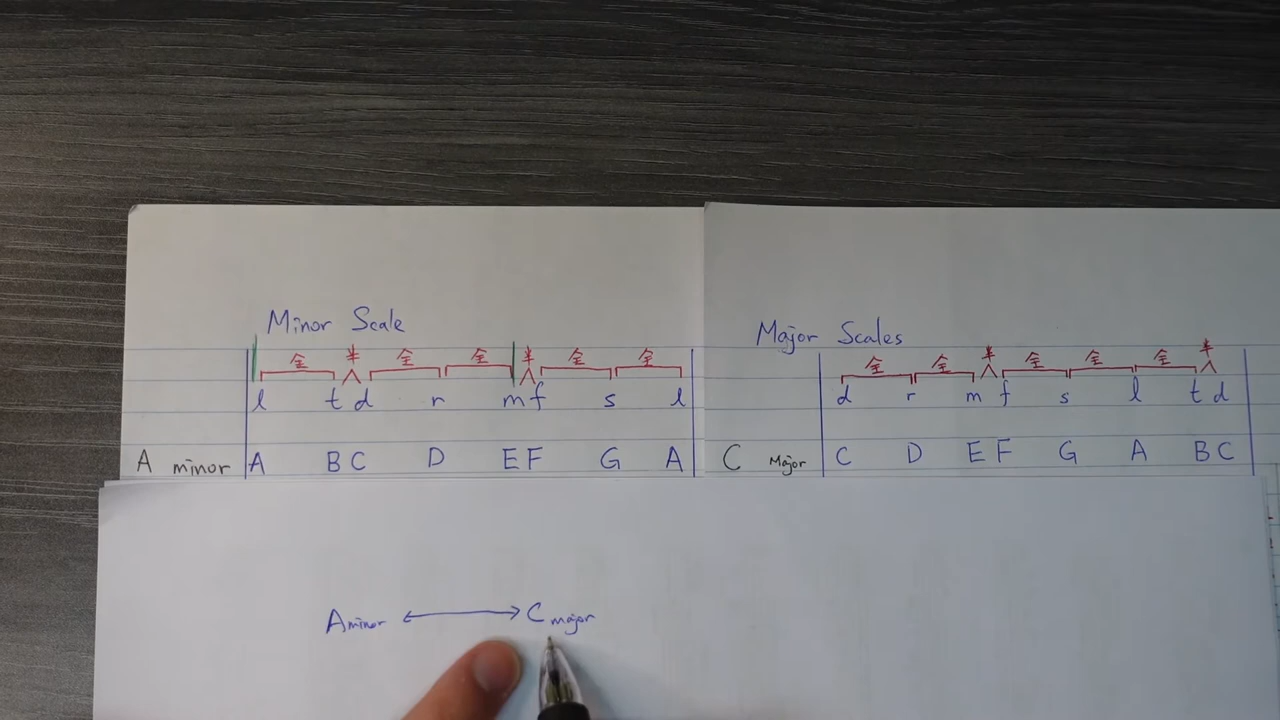 Minor Scale
全 半 全 全 半 全 全
l t d r m f s l
A minor A B C D E F G A
Major Scales
全 全 半 全 全 全 半
d r m f s l t d
C Major C D E F G A B C
A minor ↔ C major